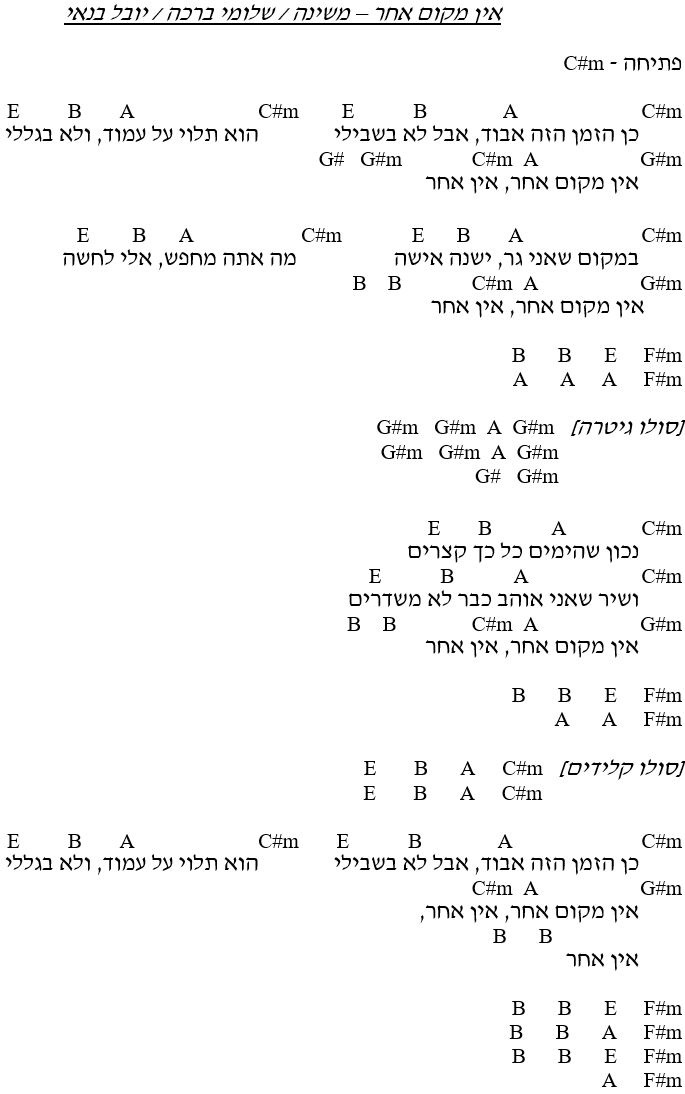 אין מקום אחר – משינה / שלומי ברכה / יובל בנאי
פתיחה - C#m
C#m A B E C#m A B E
כן הזמן הזה אבוד, אבל לא בשבילי הוא תלוי על עמוד, ולא בגללי
G#m A C#m G#m G#
אין מקום אחר, אין אחר
C#m A B E C#m A B E
במקום שאני גר, ישנה אישה מה אתה מחפש, אלי לחשה
G#m A C#m B B
אין מקום אחר, אין אחר
F#m E B B
F#m A A A
[סולו גיטרה] G#m A G#m G#m
G#m A G#m G#m
G#m G#
C#m A B E
נכון שהימים כל כך קצרים
C#m A B E
ושיר שאני אוהב כבר לא משדרים
G#m A C#m B B
אין מקום אחר, אין אחר
F#m E B B
F#m A A
[סולו קלידים] C#m A B E
C#m A B E
C#m A B E C#m A B E
כן הזמן הזה אבוד, אבל לא בשבילי הוא תלוי על עמוד, ולא בגללי
G#m A C#m
אין מקום אחר, אין אחר,
B B
אין אחר
F#m E B B
F#m A B B
F#m E B B
F#m A